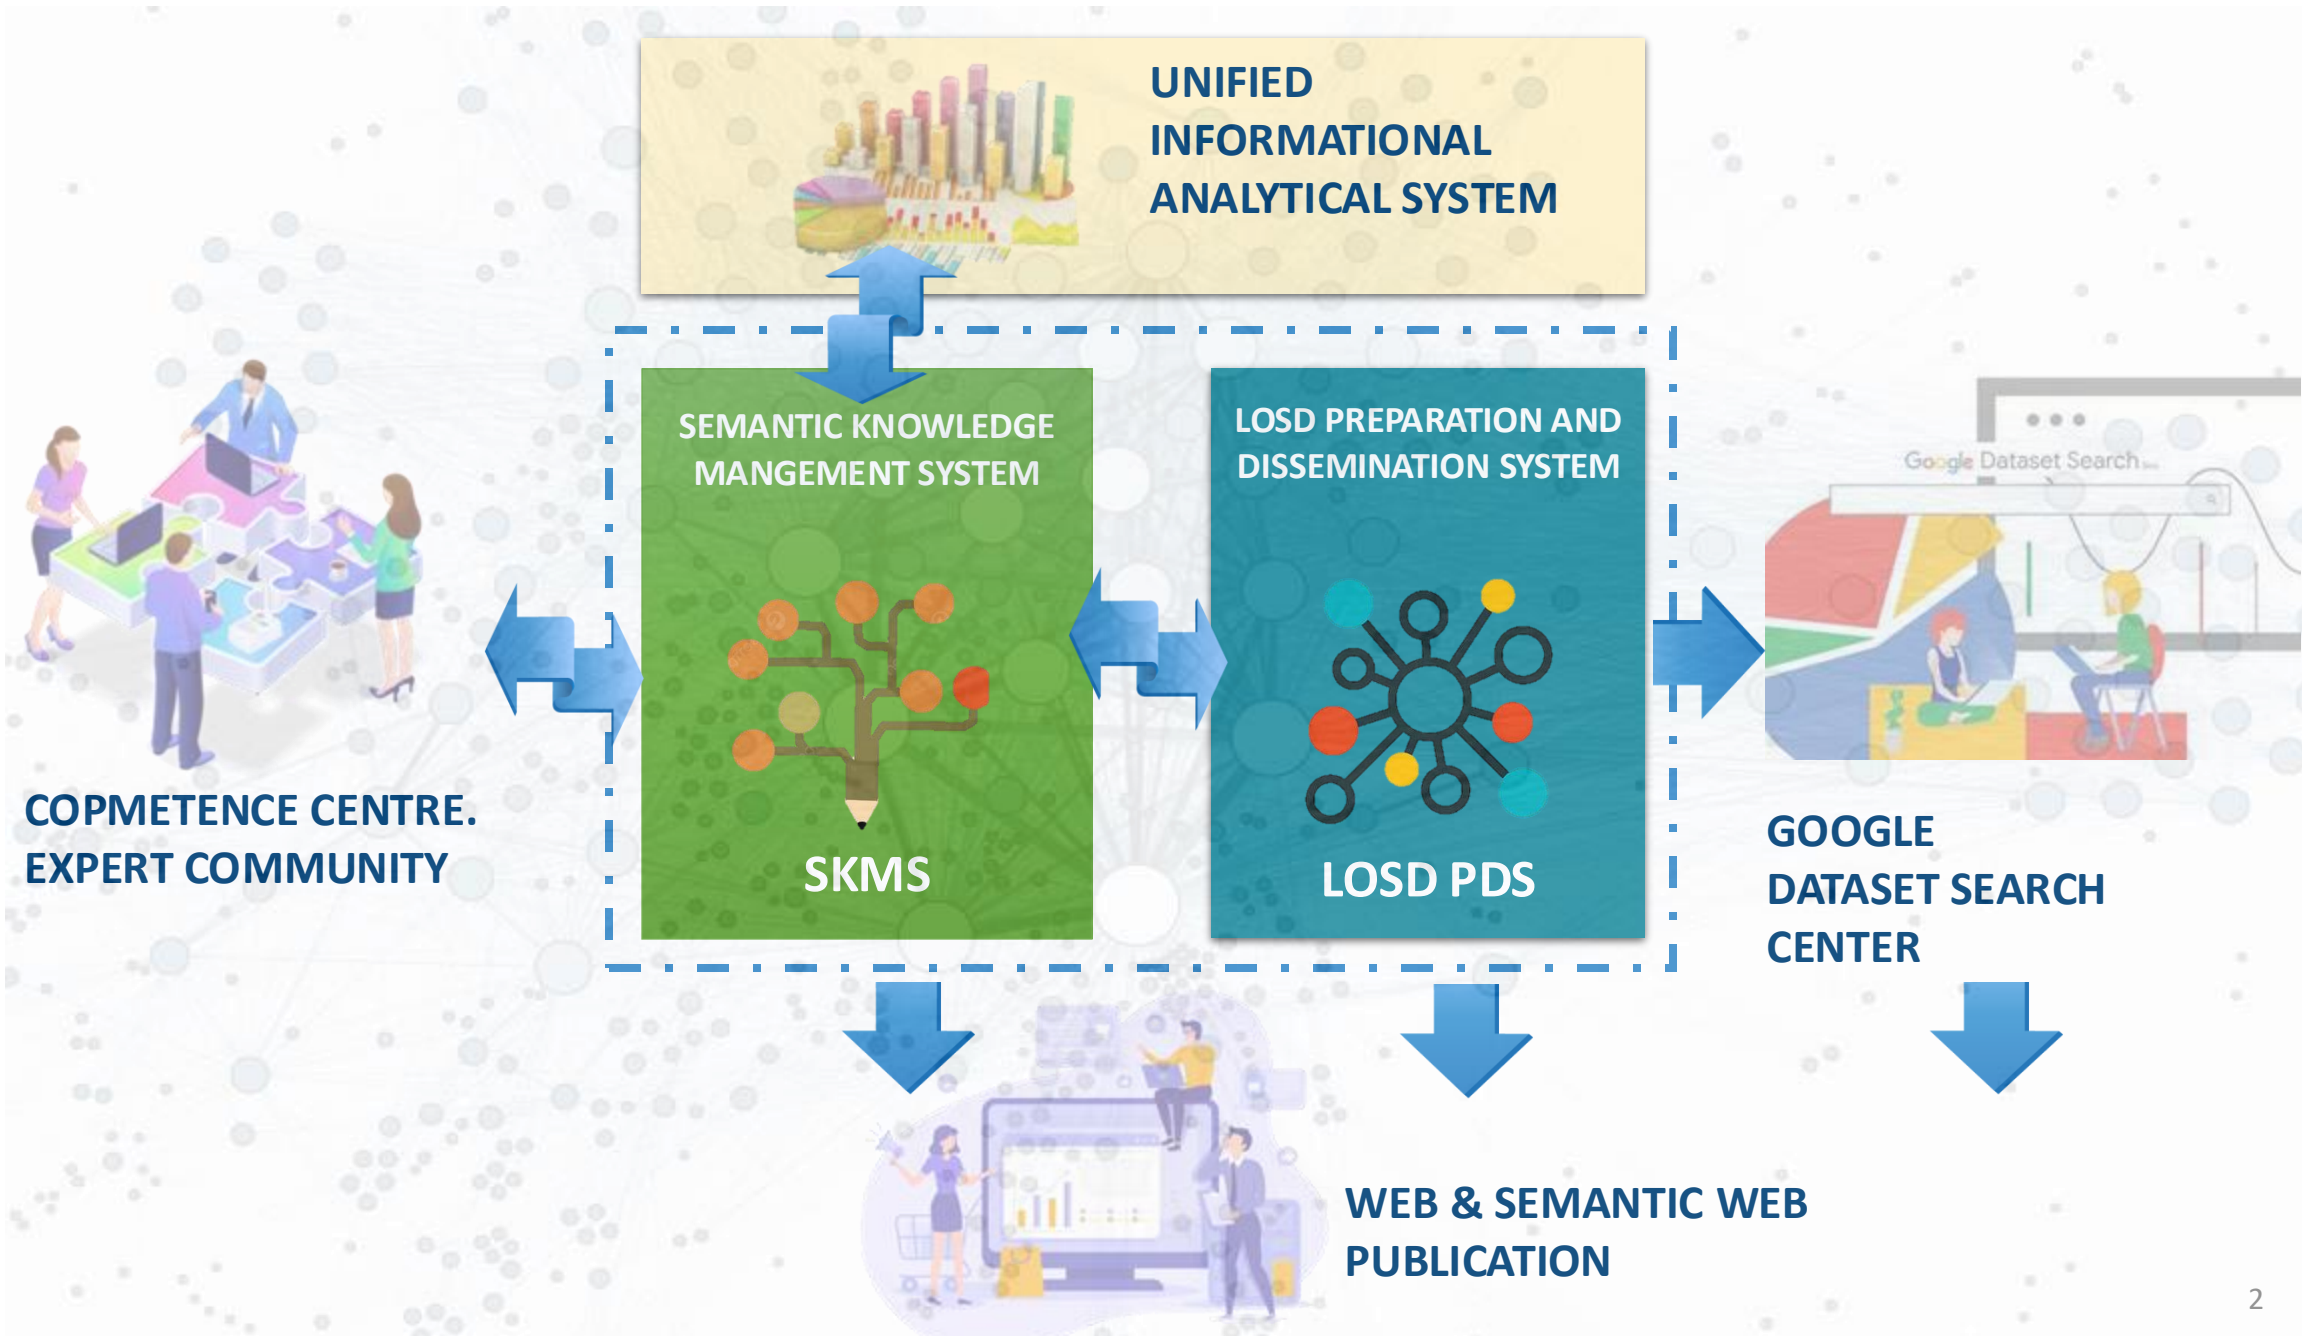 UNIFIED
INFORMATIONAL
ANALYTICAL SYSTEM
SEMANTIC KNOWLEDGE
MANGEMENT SYSTEM
SKMS
LOSD PREPARATION AND
DISSEMINATION SYSTEM
LOSD PDS
COPMETENCE CENTRE.
EXPERT COMMUNITY
Google Dataset Search
GOOGLE
DATASET SEARCH
CENTER
WEB & SEMANTIC WEB
PUBLICATION
2